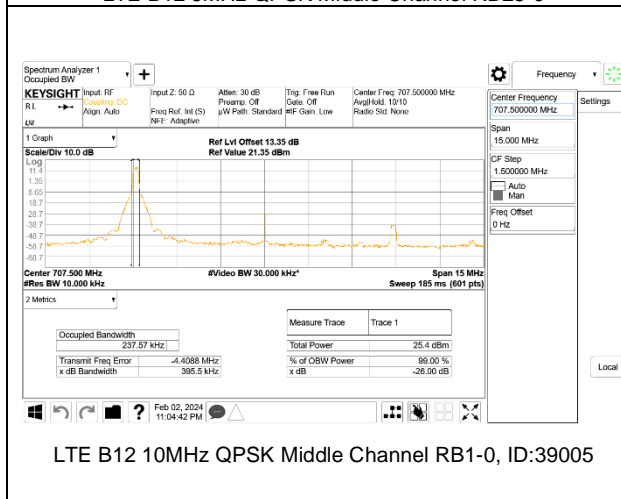 Spectrum Analyzer 1
Occupied BW
Frequency
KEYSIGHT Input: RF
Coupling: DC
Align: Auto
RL
Input Z: 50 Ω
Freq Ref: Int (S)
NFE: Adaptive
Atten: 30 dB
Preamp: Off
µW Path: Standard
Trig: Free Run
Gate: Off
#IF Gain: Low
Center Freq: 707.500000 MHz
Avg|Hold: 10/10
Radio Std: None
Center Frequency
707.500000 MHz
Settings
Span
15.000 MHz
CF Step
1.500000 MHz
Auto
Man
Freq Offset
0 Hz
Local
1 Graph
Scale/Div 10.0 dB
Ref Lvl Offset 13.35 dB
Ref Value 21.35 dBm
Log
11.4
1.35
-8.65
-18.7
-28.7
-38.7
-48.7
-58.7
-68.7
Center 707.500 MHz
#Res BW 10.000 kHz
#Video BW 30.000 kHz*
Span 15 MHz
Sweep 185 ms (601 pts)
2 Metrics
Measure Trace Trace 1
Occupied Bandwidth
237.57 kHz
Total Power 25.4 dBm
Transmit Freq Error -4.4088 MHz
% of OBW Power 99.00 %
x dB Bandwidth 395.5 kHz
x dB -26.00 dB
Feb 02, 2024
11:04:42 PM
LTE B12 10MHz QPSK Middle Channel RB1-0, ID:39005